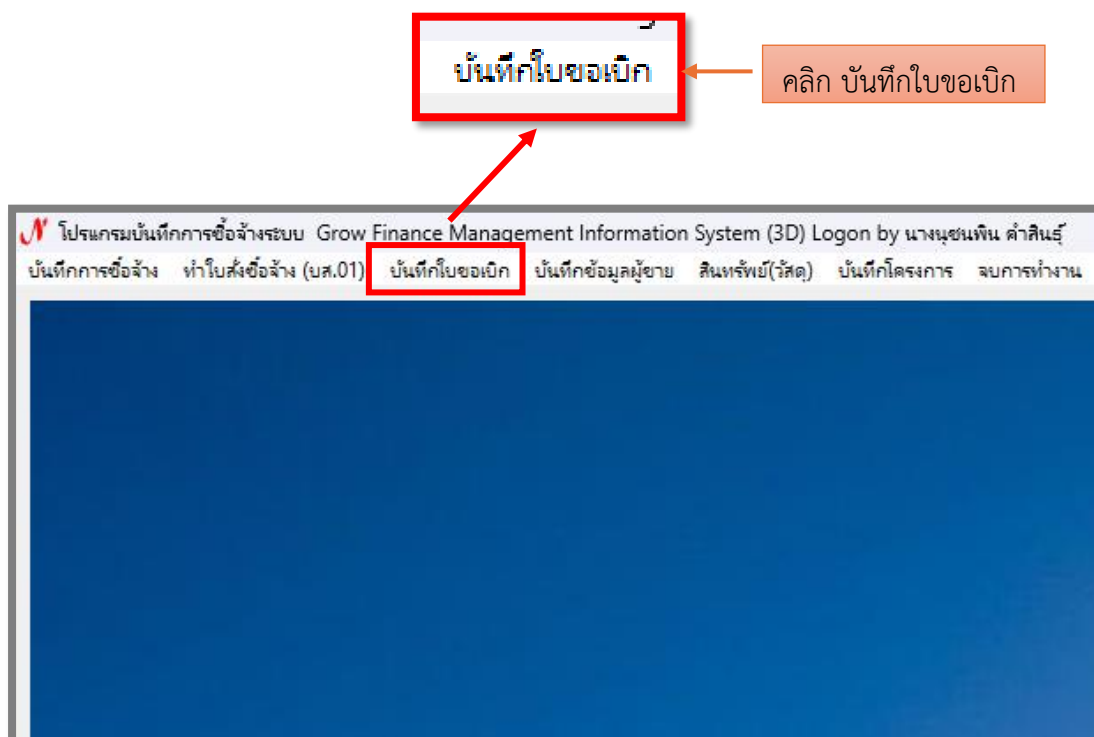 บันทึกใบขอเบิก
คลิก บันทึกใบขอเบิก
โปรแกรมบันทึกการซื้อจ้างระบบ Grow Finance Management Information System (3D) Logon by นางนุชนพิน คำสินธุ์
บันทึกการซื้อจ้าง ทำใบสั่งซื้อจ้าง (บส.01) บันทึกใบขอเบิก บันทึกข้อมูลผู้ขาย สินทรัพย์(วัสดุ) บันทึกโครงการ จบการทำงาน